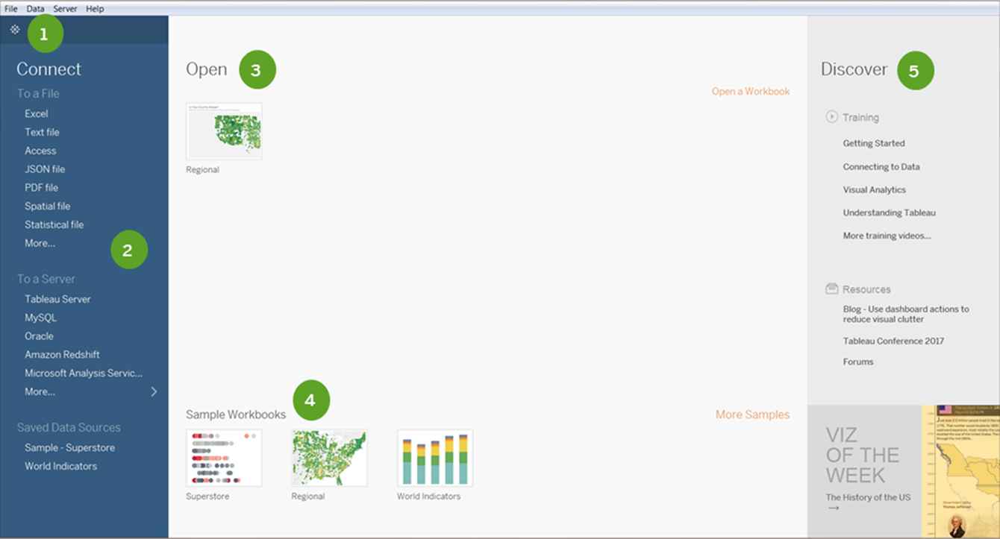 File Data Server Help
1
Connect
To a File
Excel
Text file
Access
JSON file
PDF file
Spatial file
Statistical file
More...
2
To a Server
Tableau Server
MySQL
Oracle
Amazon Redshift
Microsoft Analysis Servic...
More...
Saved Data Sources
Sample - Superstore
World Indicators
Open 3
Open a Workbook
Regional
4
Sample Workbooks
More Samples
Superstore
Regional
World Indicators
Discover 5
Training
Getting Started
Connecting to Data
Visual Analytics
Understanding Tableau
More training videos...
Resources
Blog - Use dashboard actions to
reduce visual clutter
Tableau Conference 2017
Forums
VIZ
OF THE
WEEK
The History of the US
Thomas Jefferson